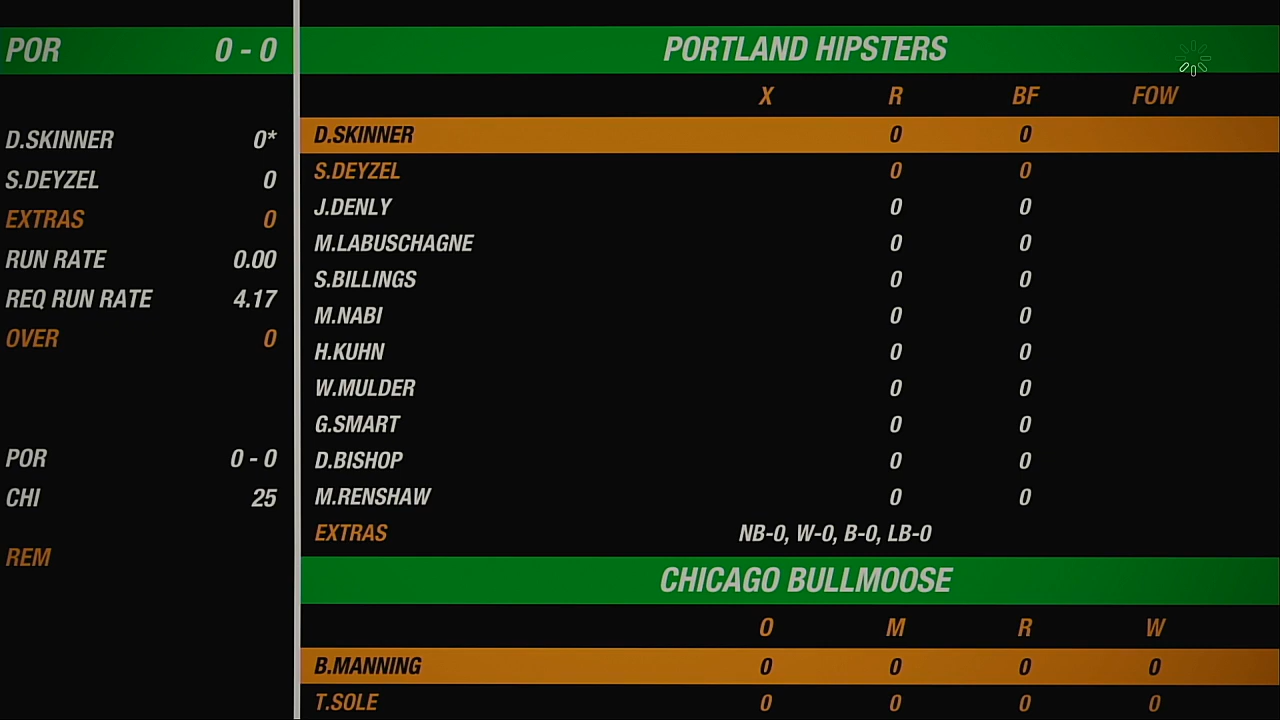 POR 0 - 0
D.SKINNER 0*
S.DEYZEL 0
EXTRAS 0
RUN RATE 0.00
REQ RUN RATE 4.17
OVER 0
POR 0 - 0
CHI 25
REM
PORTLAND HIPSTERS
X R BF FOW
D.SKINNER 0 0
S.DEYZEL 0 0
J.DENLY 0 0
M.LABUSCHAGNE 0 0
S.BILLINGS 0 0
M.NABI 0 0
H.KUHN 0 0
W.MULDER 0 0
G.SMART 0 0
D.BISHOP 0 0
M.RENSHAW 0 0
EXTRAS NB-0, W-0, B-0, LB-0
CHICAGO BULLMOOSE
O M R W
B.MANNING 0 0 0 0
T.SOLE 0 0 0 0